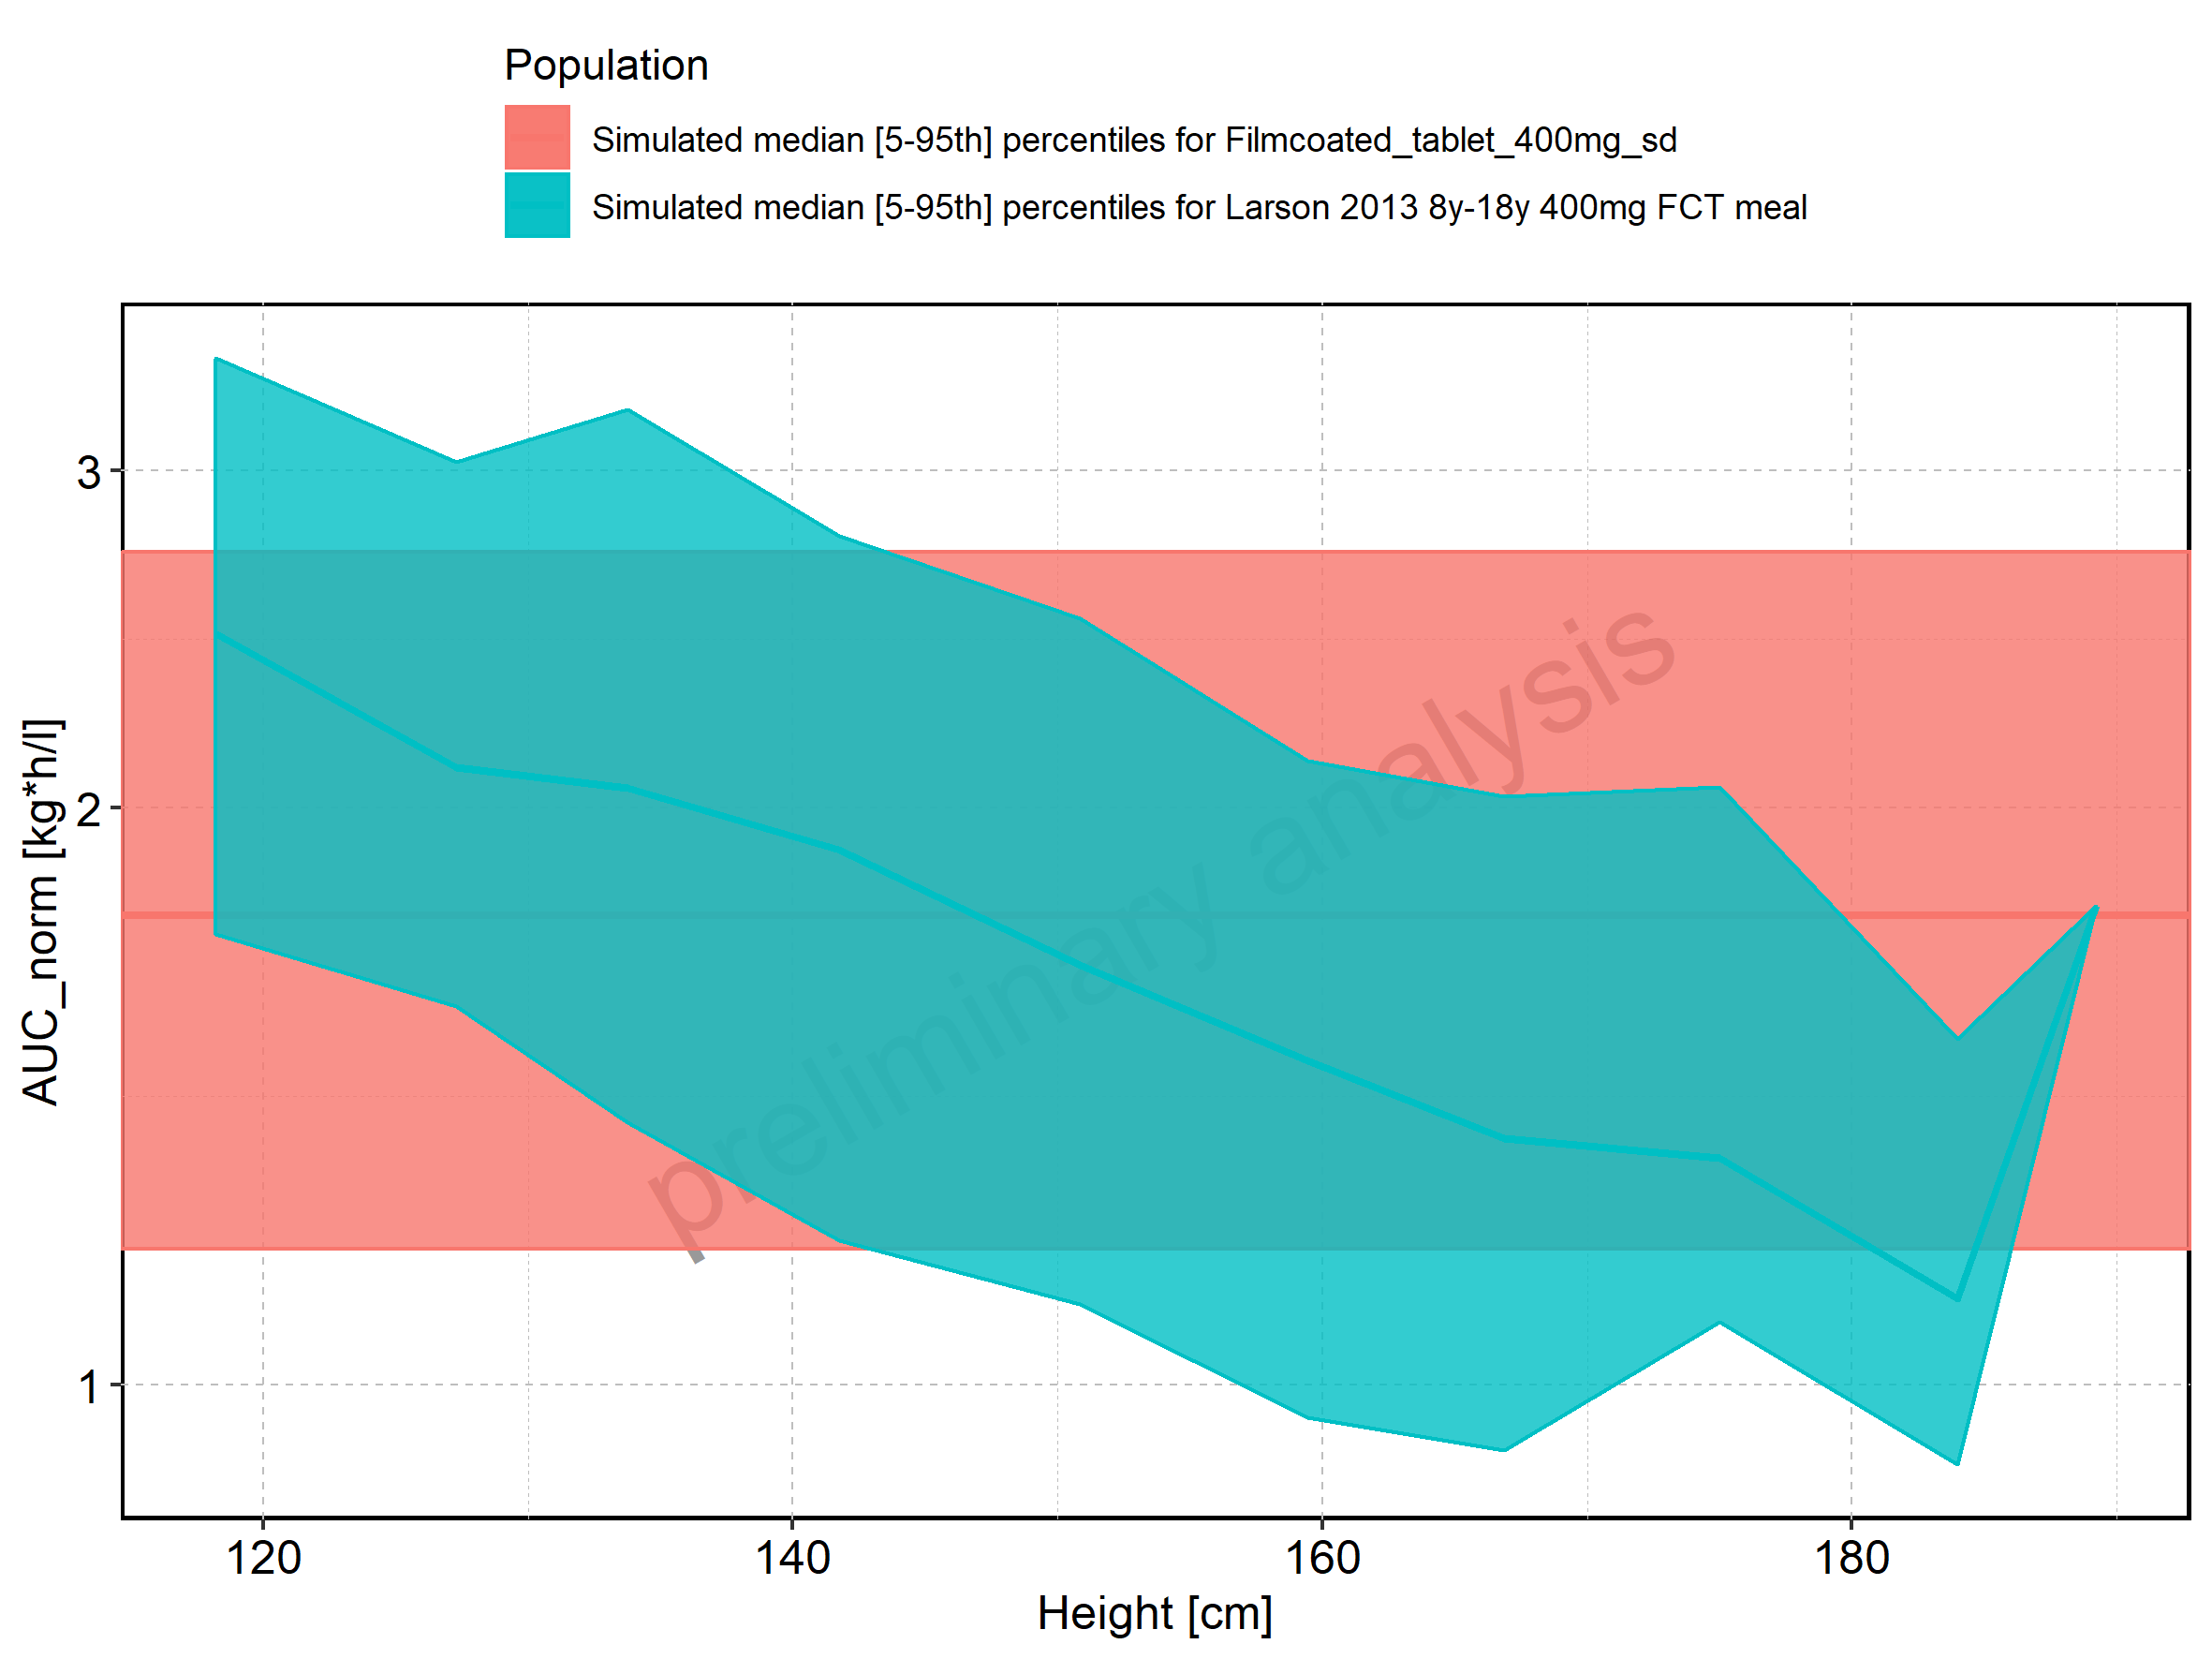 Population
Simulated median [5-95th] percentiles for Filmcoated_tablet_400mg_sd
Simulated median [5-95th] percentiles for Larson 2013 8y-18y 400mg FCT meal
AUC_norm [kg*h/l]
3
2
1
preliminary analysis
120 140 160 180
Height [cm]